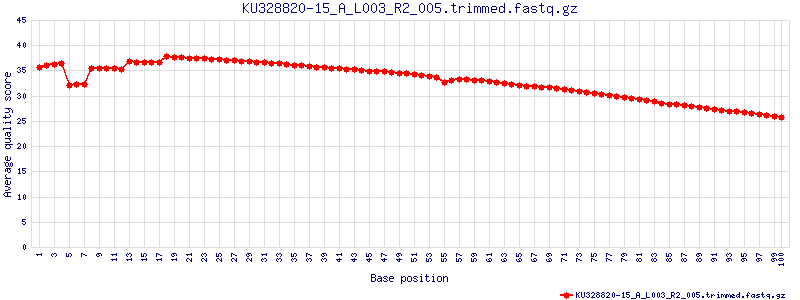 KU328820-15_A_L003_R2_005.trimmed.fastq.gz
45
40
35
30
25
20
15
10
5
0
Average quality score
1 3 5 7 9 11 13 15 17 19 21 23 25 27 29 31 33 35 37 39 41 43 45 47 49 51 53 55 57 59 61 63 65 67 69 71 73 75 77 79 81 83 85 87 89 91 93 95 97 99 100
Base position
KU328820-15_A_L003_R2_005.trimmed.fastq.gz